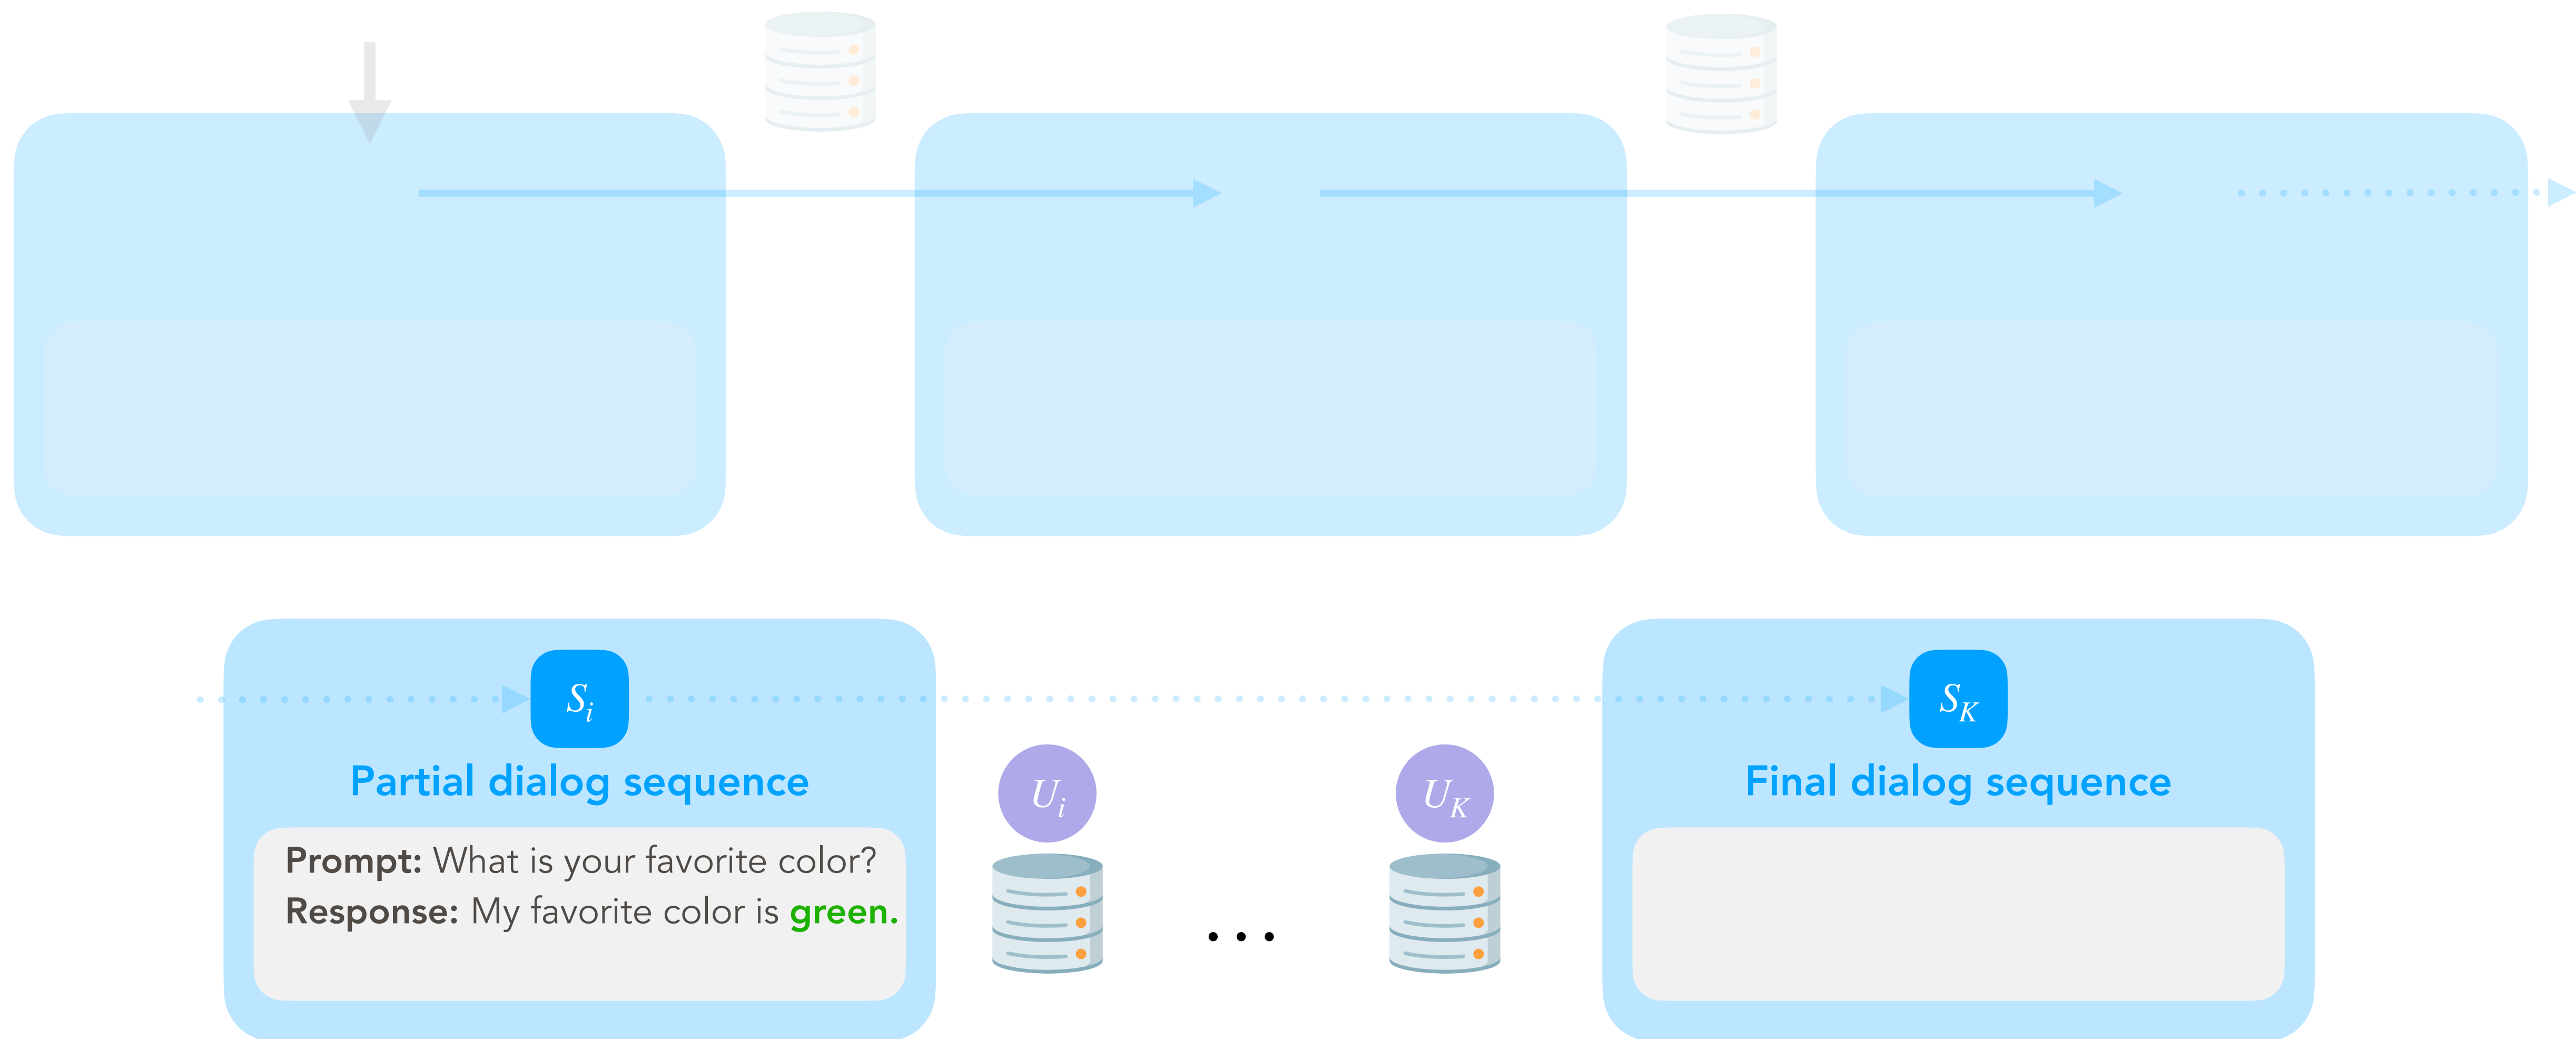 S_i
S_K
Partial dialog sequence
Final dialog sequence
U_i
U_K
Prompt: What is your favorite color?
Response: My favorite color is green.
...